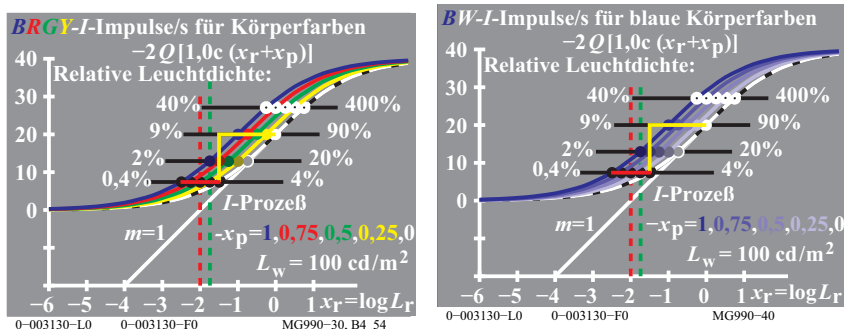 BRGY-I-Impulse/s für Körperfarben
−2Q[1,0c (xr+xp)]
Relative Leuchtdichte:
40
30
20
10
0
40% 400%
9% 90%
2% 20%
0,4% 4%
I-Prozeß
m=1
-xp=1,0,75,0,5,0,25,0
Lw= 100 cd/m2
−6 −5 −4 −3 −2 −1 0 1 xr=logLr
0−003130−L0 0−003130−F0 MG990−30, B4_54
BW-I-Impulse/s für blaue Körperfarben
−2Q[1,0c (xr+xp)]
Relative Leuchtdichte:
40
30
20
10
0
40% 400%
9% 90%
2% 20%
0,4% 4%
I-Prozeß
m=1
−xp=1,0,75,0,5,0,25,0
Lw= 100 cd/m2
−6 −5 −4 −3 −2 −1 0 1 xr=logLr
0−003130−L0 0−003130−F0 MG990−40